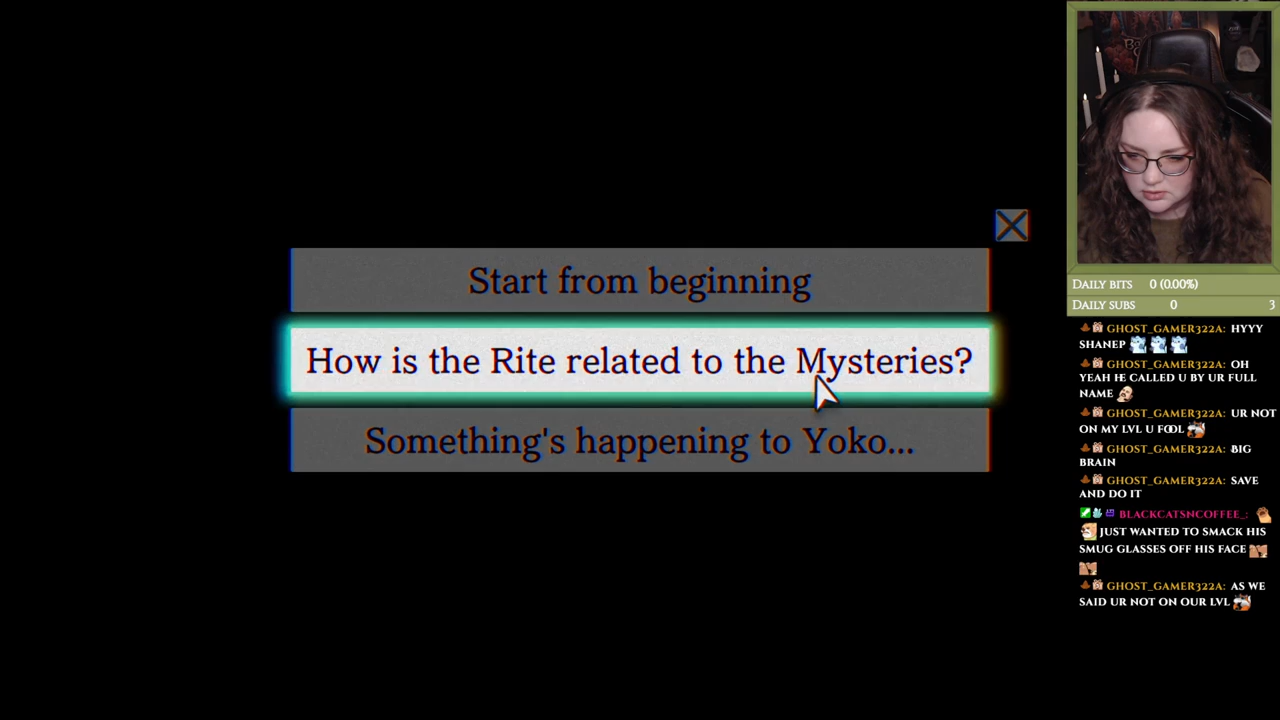 Start from beginning
How is the Rite related to the Mysteries?
Something's happening to Yoko...
DAILY BITS 0 (0.00%)
DAILY SUBS 0 3
GHOST_GAMER322A: HYYY
SHANEP
GHOST_GAMER322A: OH
YEAH HE CALLED U BY UR FULL
NAME
GHOST_GAMER322A: UR NOT
ON MY LVL U FOOL
GHOST_GAMER322A: BIG
BRAIN
GHOST_GAMER322A: SAVE
AND DO IT
BLACKCATSNCOFFEE_:
JUST WANTED TO SMACK HIS
SMUG GLASSES OFF HIS FACE
GHOST_GAMER322A: AS WE
SAID UR NOT ON OUR LVL